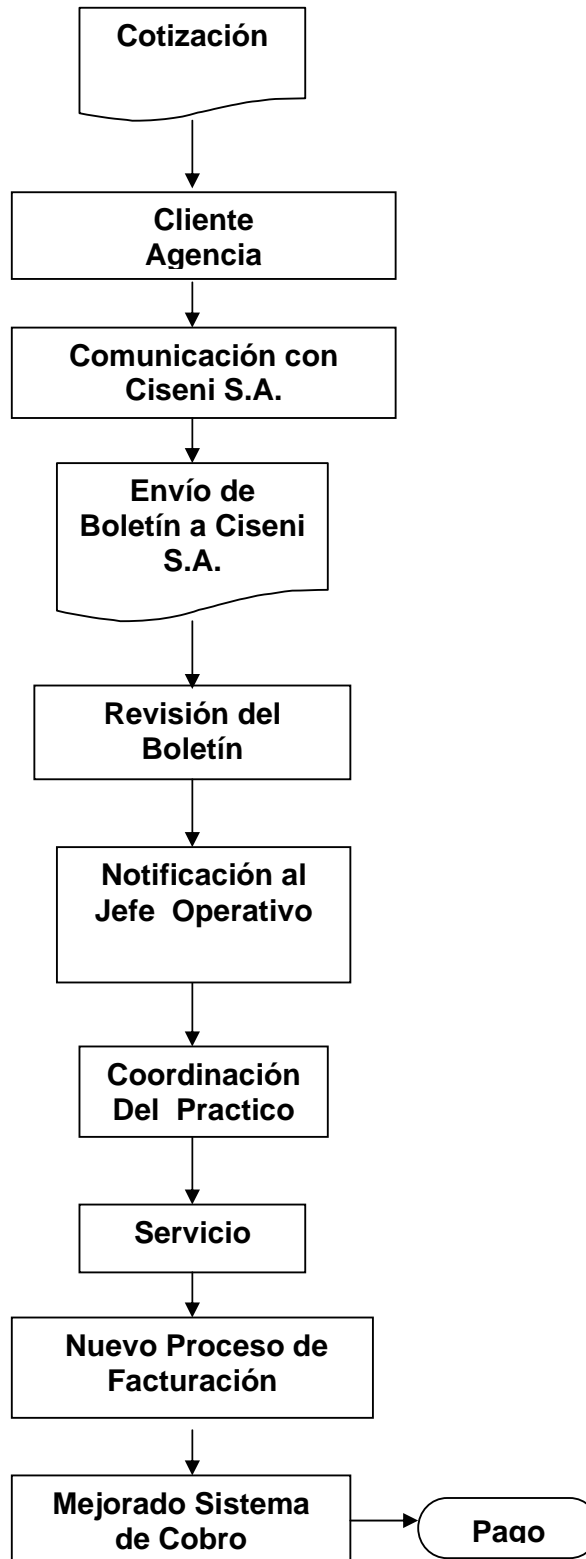 Cotización
Cliente
Agencia
Comunicación con
Ciseni S.A.
Envío de
Boletín a Ciseni
S.A.
Revisión del
Boletín
Notificación al
Jefe Operativo
Coordinación
Del Practico
Servicio
Nuevo Proceso de
Facturación
Mejorado Sistema
de Cobro
Pago